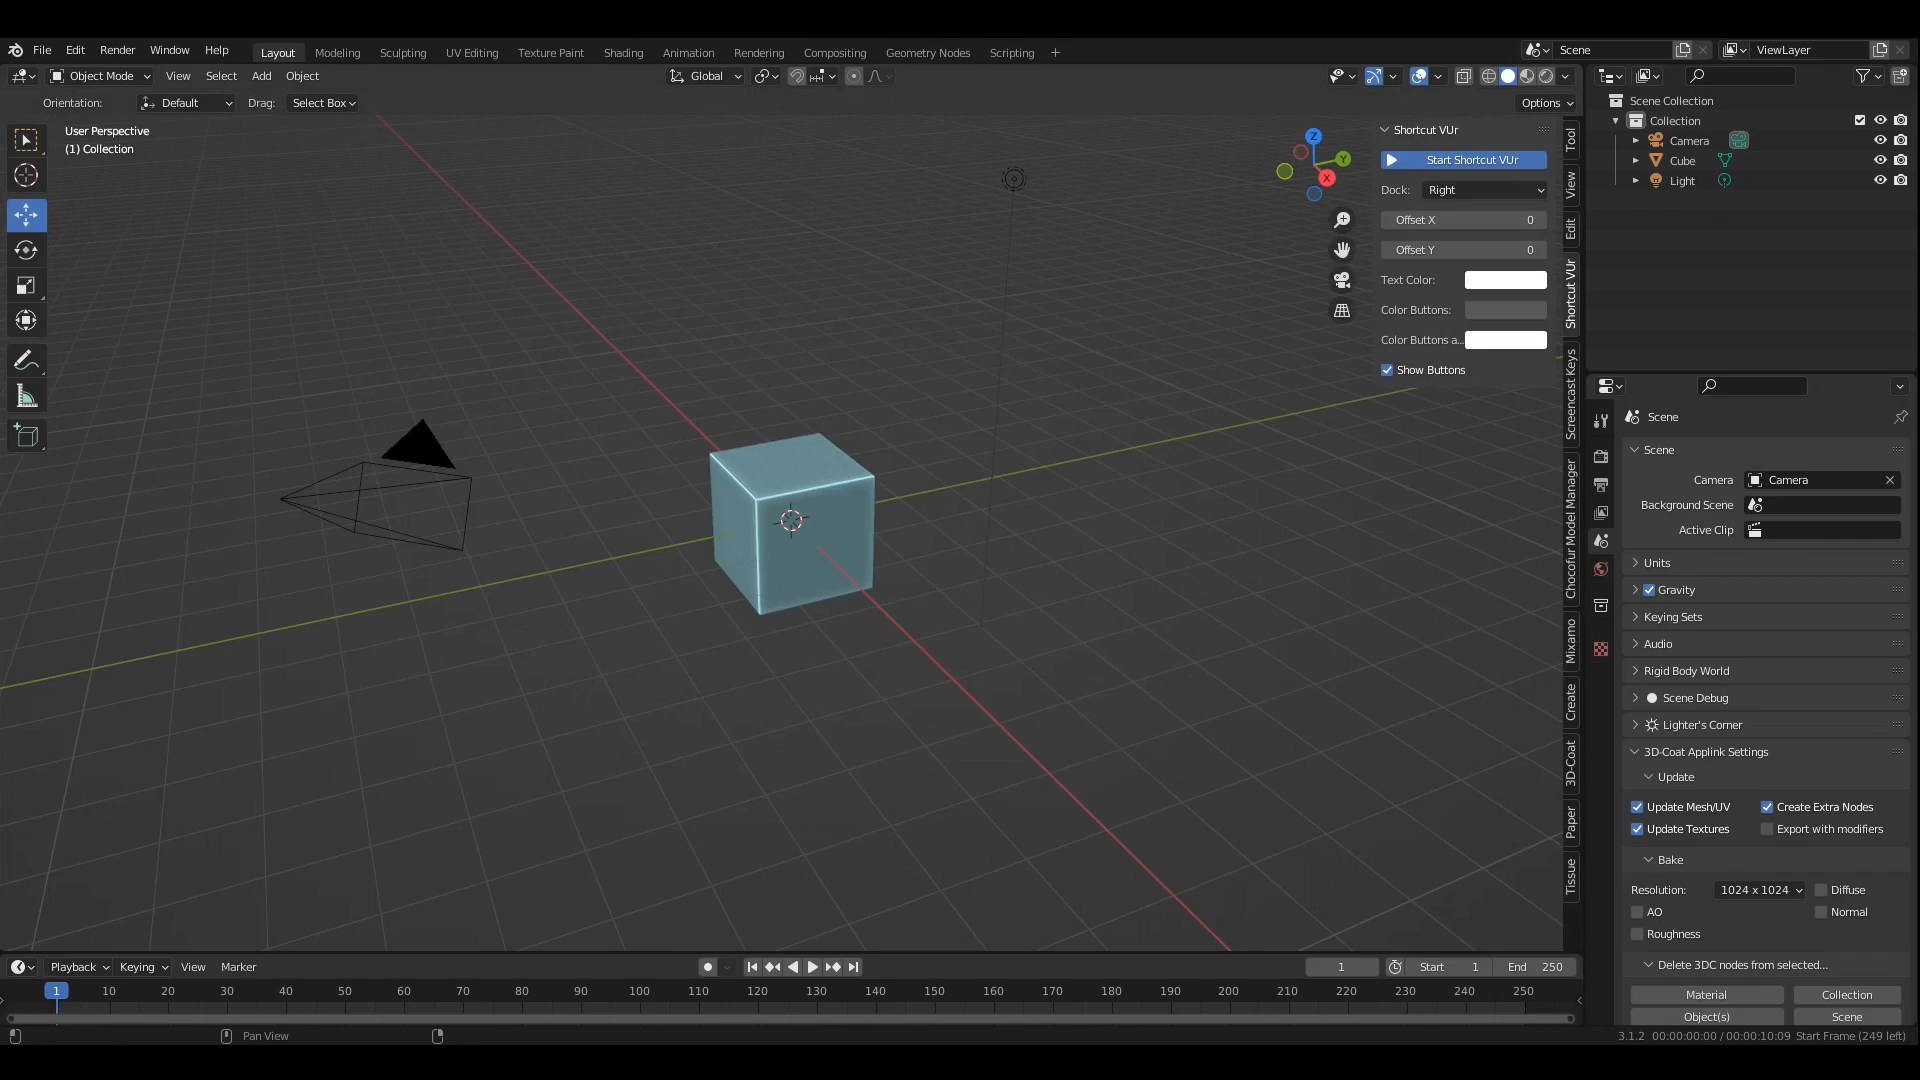 File Edit Render Window Help Layout Modeling Sculpting UV Editing Texture Paint Shading Animation Rendering Compositing Geometry Nodes Scripting + Scene ViewLayer
Object Mode View Select Add Object Global
Orientation: Default Drag: Select Box Options
User Perspective
(1) Collection
Z
Y
X
Shortcut VUr
Start Shortcut VUr
Dock: Right
Offset X 0
Offset Y 0
Text Color:
Color Buttons:
Color Buttons a...
Show Buttons
Tool
View
Edit
Shortcut VUr
Screencast Keys
Chocofur Model Manager
Mixamo
Create
3D-Coat
Paper
Tissue
Scene Collection
Collection
Camera
Cube
Light
Scene
Scene
Camera Camera
Background Scene
Active Clip
Units
Gravity
Keying Sets
Audio
Rigid Body World
Scene Debug
Lighter's Corner
3D-Coat Applink Settings
Update
Update Mesh/UV Create Extra Nodes
Update Textures Export with modifiers
Bake
Resolution: 1024 x 1024 Diffuse
AO Normal
Roughness
Delete 3DC nodes from selected...
Material Collection
Object(s) Scene
Playback Keying View Marker 1 Start 1 End 250
1 10 20 30 40 50 60 70 80 90 100 110 120 130 140 150 160 170 180 190 200 210 220 230 240 250
Pan View 3.1.2 00:00:00:00 / 00:00:10:09 Start Frame (249 left)